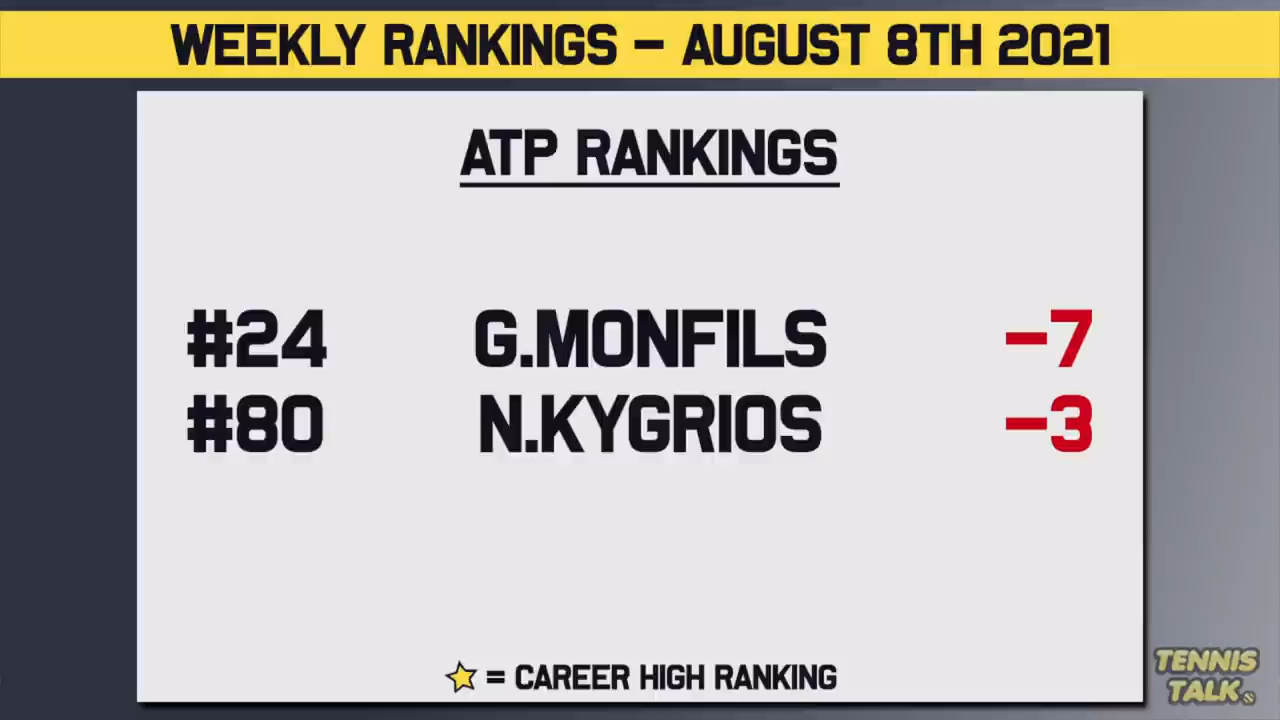 WEEKLY RANKINGS – AUGUST 8TH 2021
ATP RANKINGS
#24 G.MONFILS –7
#80 N.KYGRIOS –3
= CAREER HIGH RANKING
TENNIS
TALK